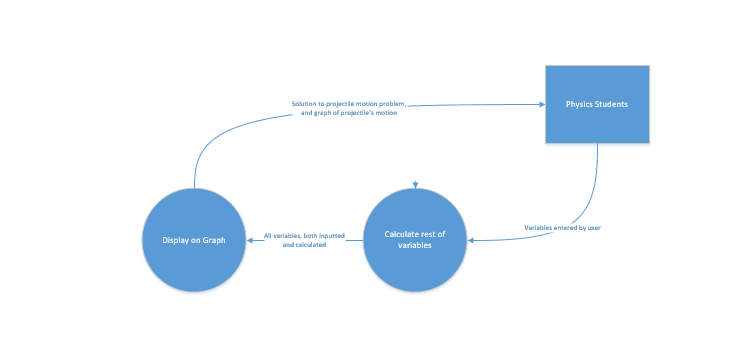 Solution to projectile motion problem,
and graph of projectile's motion
Physics Students
Display on Graph
All variables, both inputted
and calculated
Calculate rest of
variables
Variables entered by user